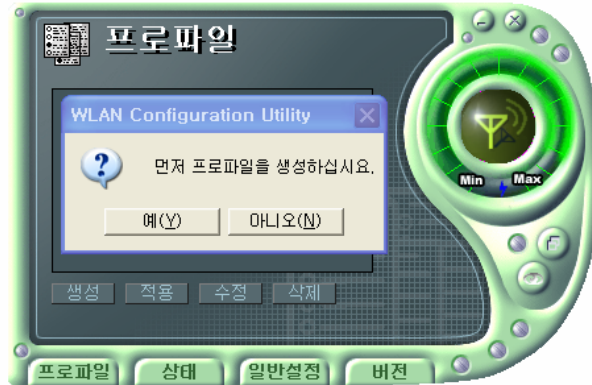 프로파일
WLAN Configuration Utility
먼저 프로파일을 생성하십시요.
예(Y) 아니오(N)
Min Max
생성 적용 수정 삭제
프로파일 상태 일반설정 버전